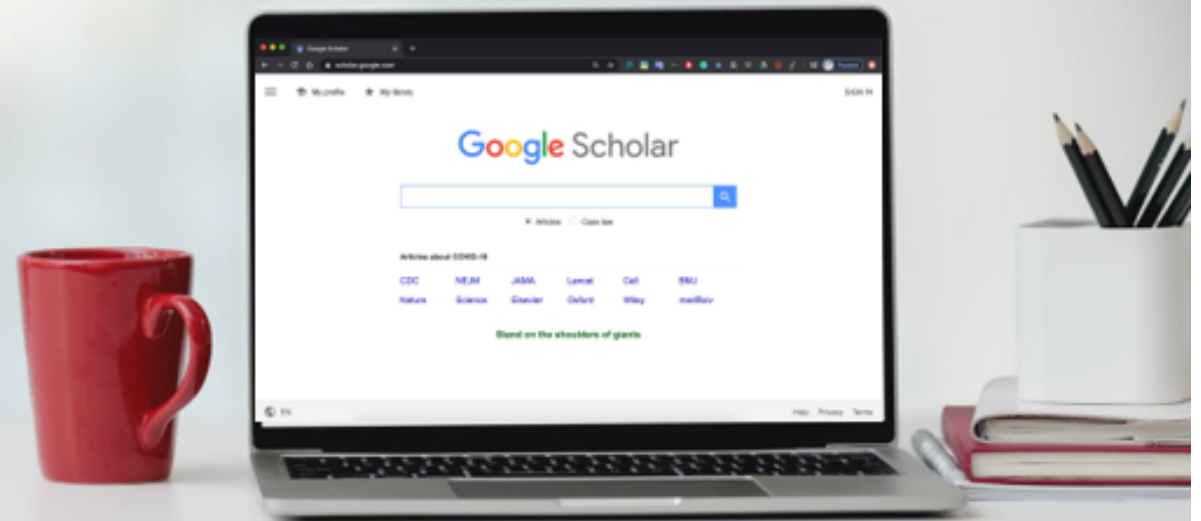 Google Scholar
scholar.google.com
My profile My library SIGN IN
Google Scholar
Articles Case law
Articles about COVID-19
CDC NEJM JAMA Lancet Cell BMJ
Nature Science Elsevier Oxford Wiley medRxiv
Stand on the shoulders of giants
EN Help Privacy Terms